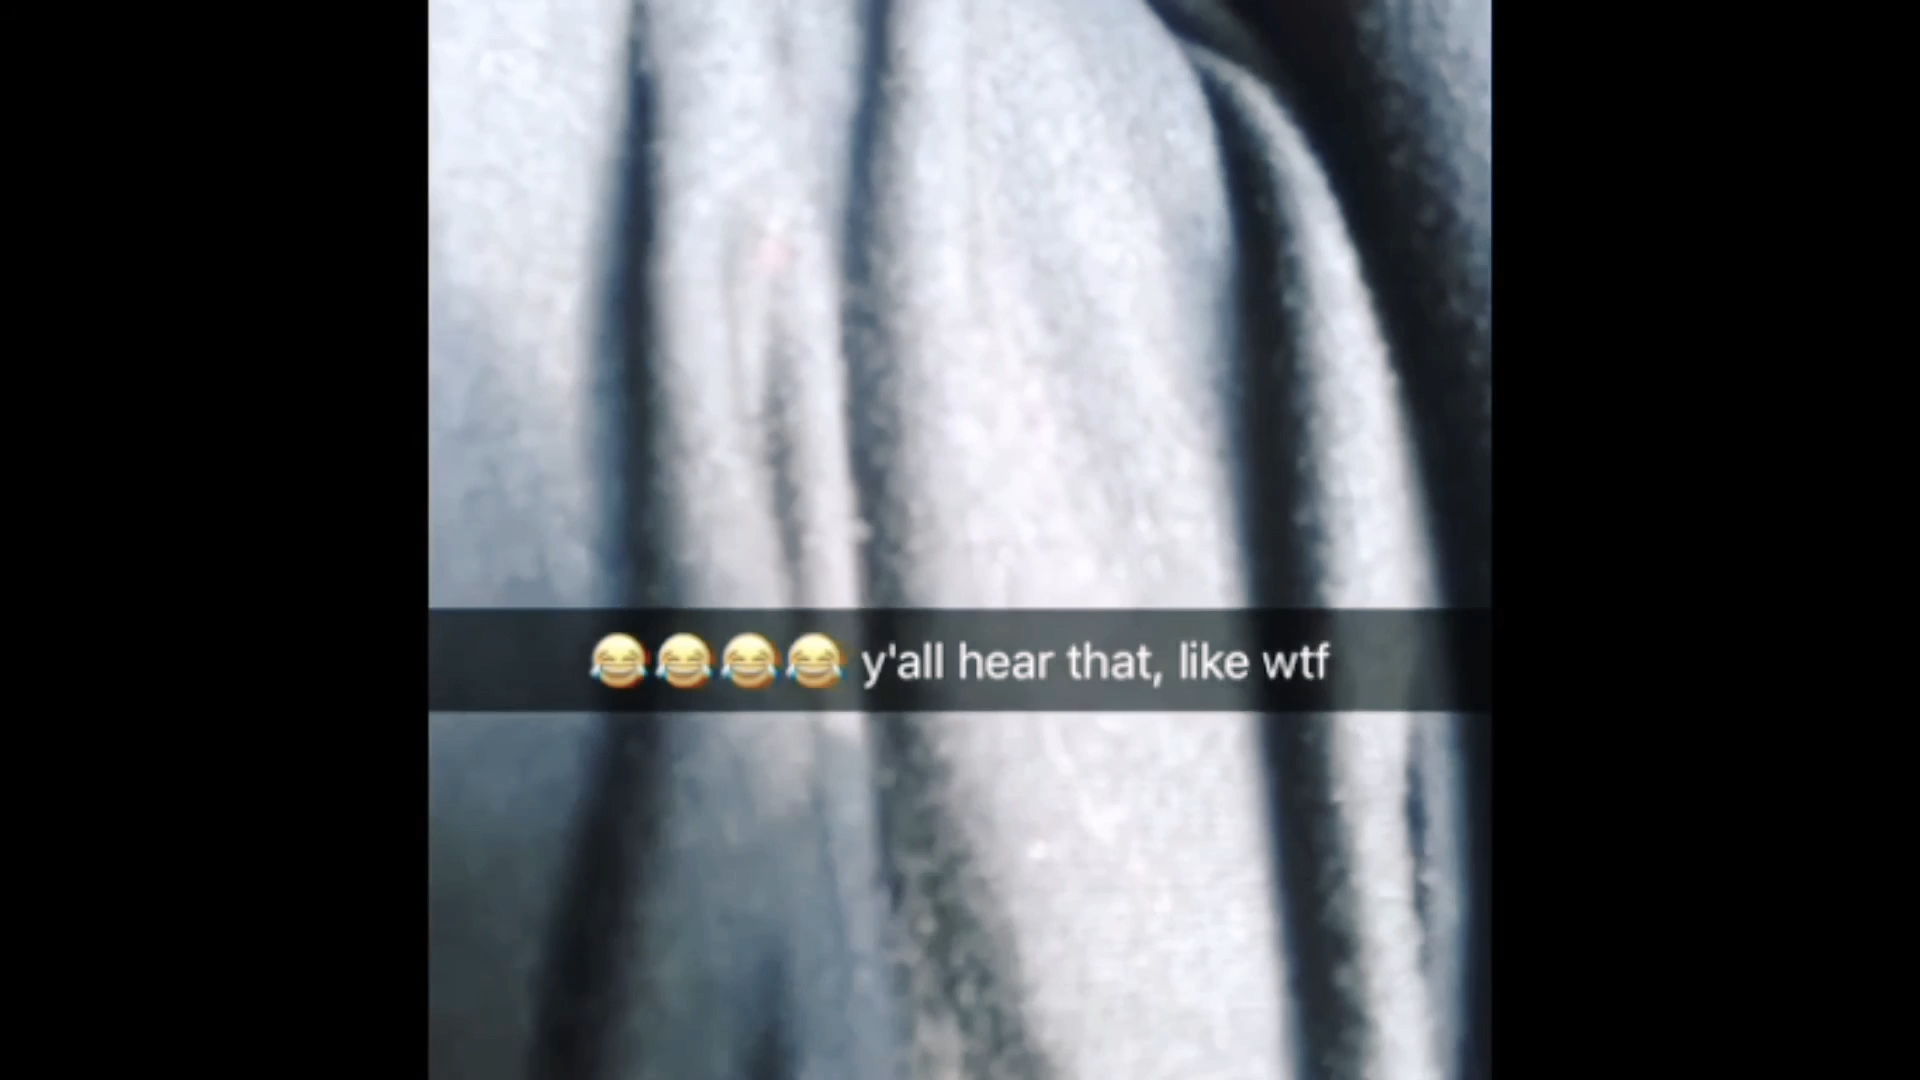 😂😂😂😂 y'all hear that, like wtf